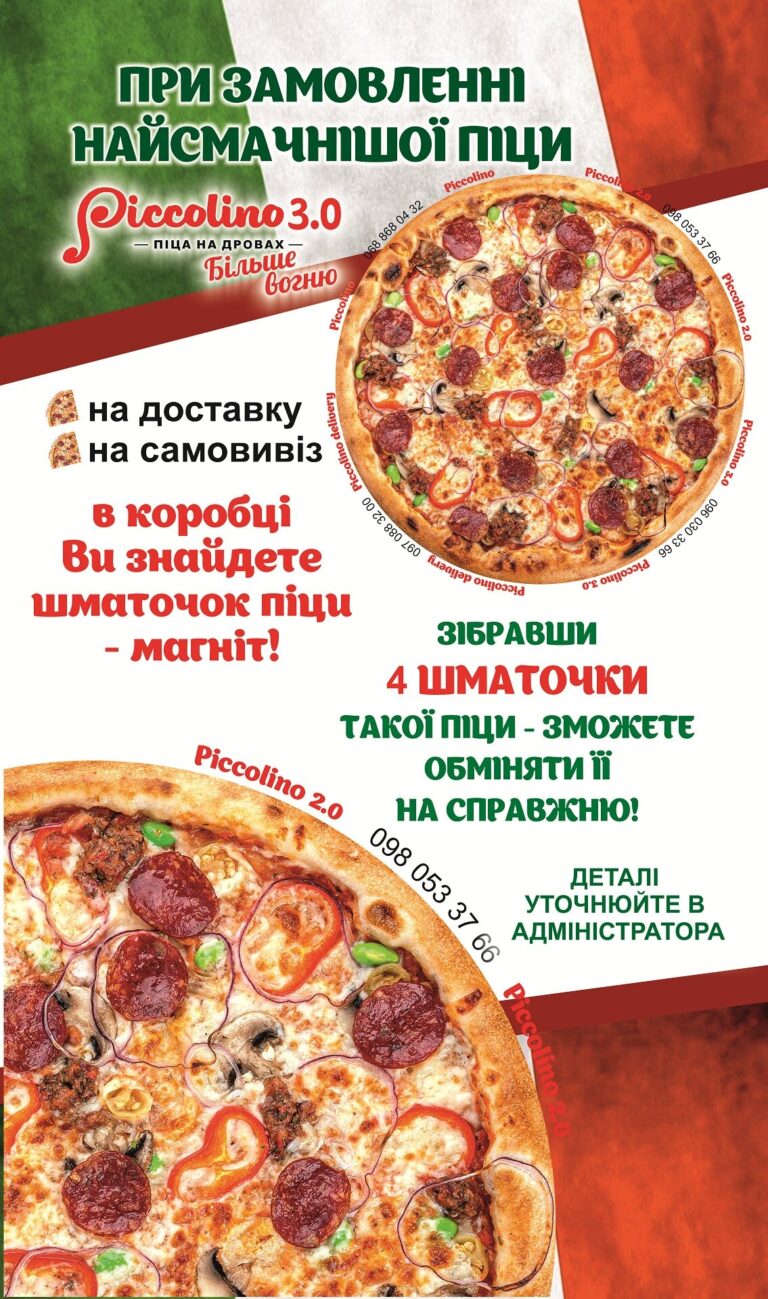 ПРИ ЗАМОВЛЕННІ
НАЙСМАЧНІШОЇ ПІЦИ
Piccolino 3.0
— ПІЦА НА ДРОВАХ —
Більше
вогню
Piccolino
Piccolino 2.0
068 868 04 32
098 053 37 66
Piccolino
Piccolino 2.0
на доставку
на самовивіз
Piccolino delivery
Piccolino 3.0
097 088 32 00
096 030 33 66
Piccolino delivery
Piccolino 3.0
в коробці
Ви знайдете
шматочок піци
- магніт!
ЗІБРАВШИ
4 ШМАТОЧКИ
ТАКОЇ ПІЦИ - ЗМОЖЕТЕ
ОБМІНЯТИ ЇЇ
НА СПРАВЖНЮ!
Piccolino 2.0
098 053 37 66
Piccolino 2.0
ДЕТАЛІ
УТОЧНЮЙТЕ В
АДМІНІСТРАТОРА